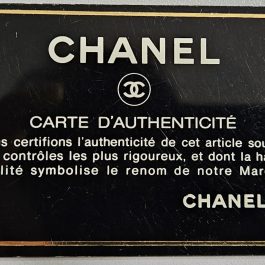 CHANEL
CARTE D'AUTHENTICITÉ
s certifions l'authenticité de cet article sou
contrôles les plus rigoureux, et dont la ha
lité symbolise le renom de notre Mar
CHANEL